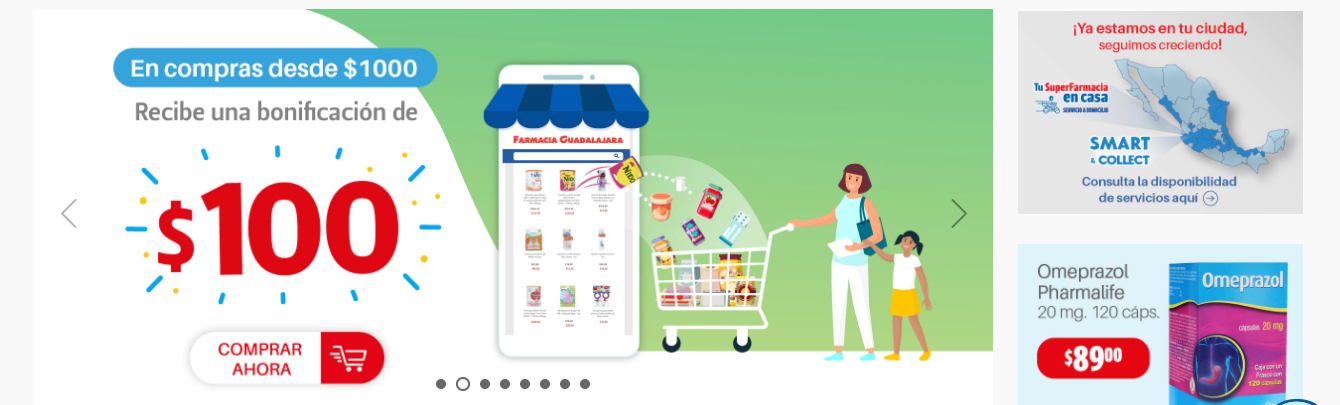 En compras desde $1000
Recibe una bonificación de
$100
COMPRAR
AHORA
FARMACIA GUADALAJARA
NIDO
¡Ya estamos en tu ciudad,
seguimos creciendo!
Tu SuperFarmacia
en casa
SERVICIO A DOMICILIO
SMART
& COLLECT
Consulta la disponibilidad
de servicios aquí
Omeprazol
Pharmalife
20 mg. 120 cáps.
$8900
Omeprazol
cápsulas 20 mg
Caja con un
Frasco con
120 cápsulas